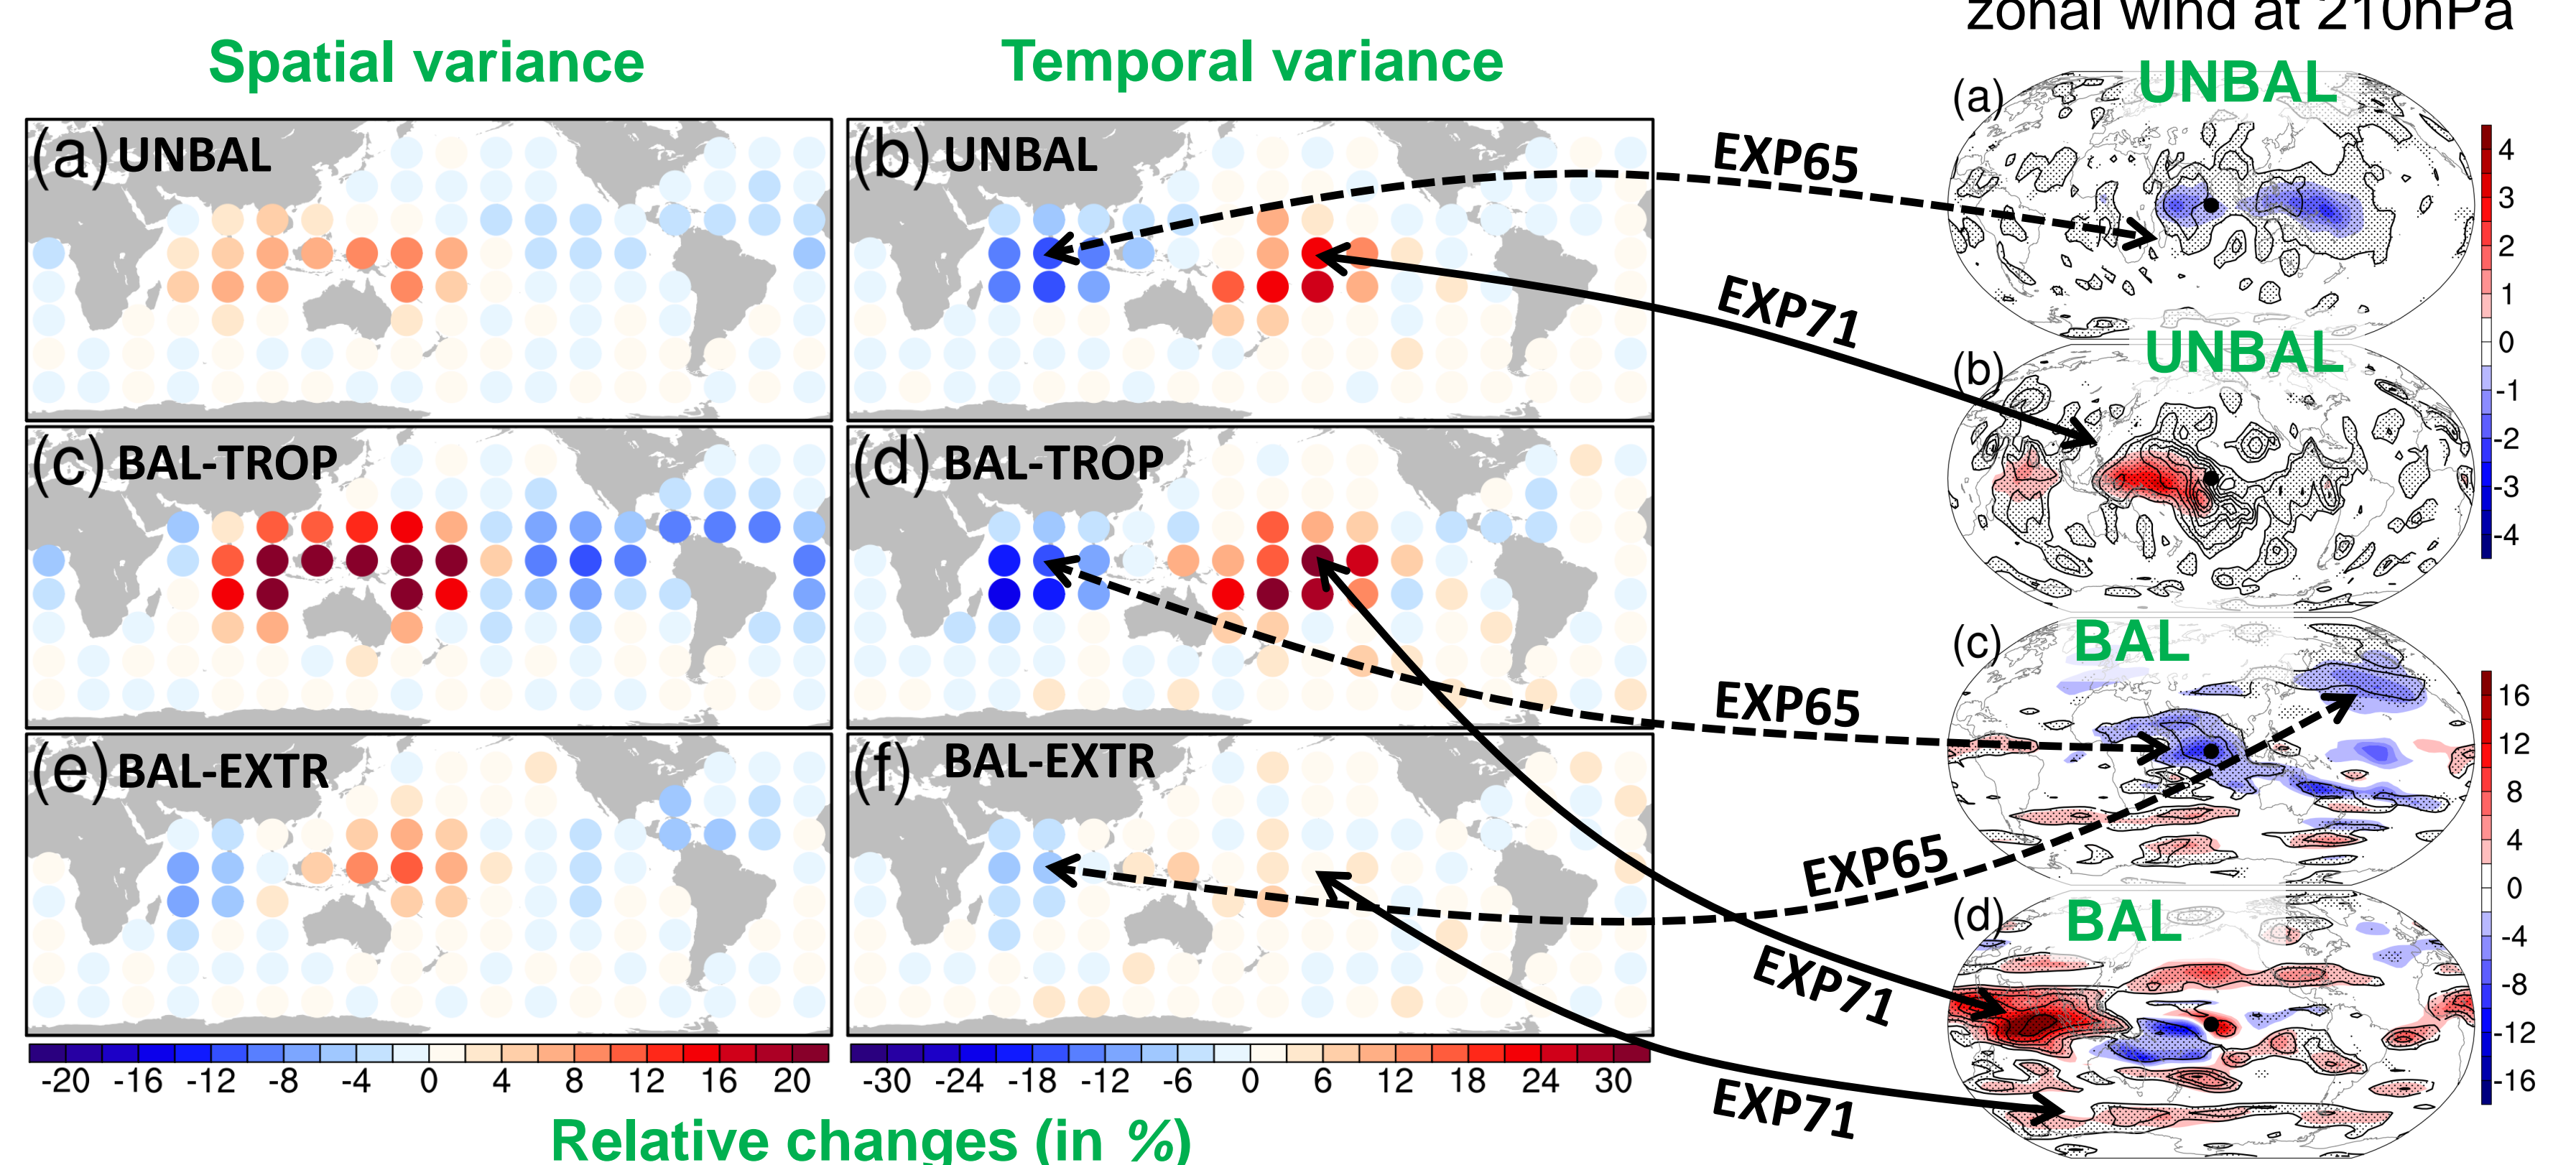 zonal wind at 210hPa
Spatial variance
Temporal variance
(a) UNBAL
(b) UNBAL
(c) BAL-TROP
(d) BAL-TROP
(e) BAL-EXTR
(f) BAL-EXTR
-20 -16 -12 -8 -4 0 4 8 12 16 20
-30 -24 -18 -12 -6 0 6 12 18 24 30
Relative changes (in %)
EXP65
EXP71
EXP65
EXP65
EXP71
EXP71
(a) UNBAL
(b) UNBAL
4
3
2
1
0
-1
-2
-3
-4
(c) BAL
(d) BAL
16
12
8
4
0
-4
-8
-12
-16